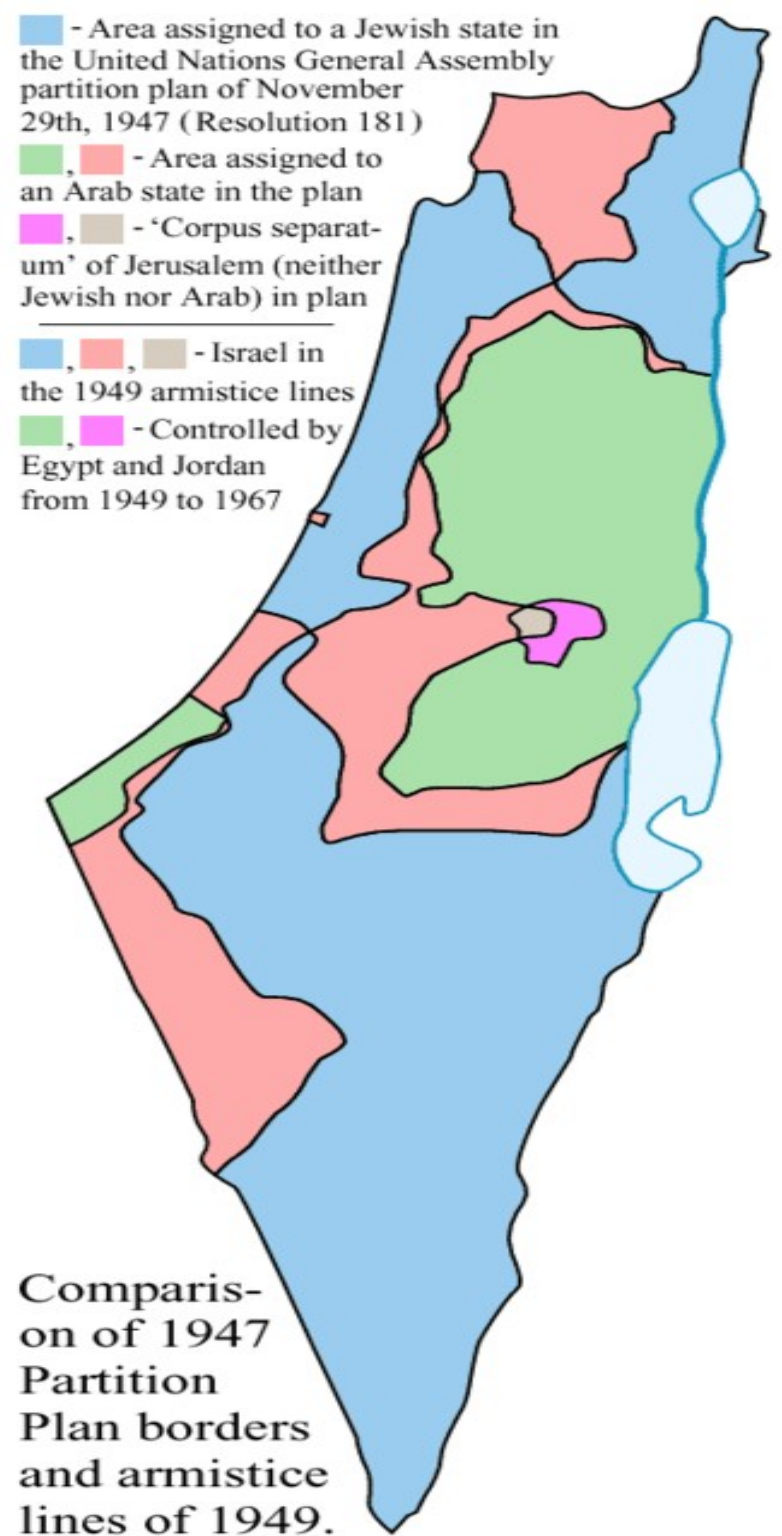 - Area assigned to a Jewish state in
the United Nations General Assembly
partition plan of November
29th, 1947 (Resolution 181)
, - Area assigned to
an Arab state in the plan
, - ‘Corpus separat-
um’ of Jerusalem (neither
Jewish nor Arab) in plan
, , - Israel in
the 1949 armistice lines
, - Controlled by
Egypt and Jordan
from 1949 to 1967
Comparis-
on of 1947
Partition
Plan borders
and armistice
lines of 1949.